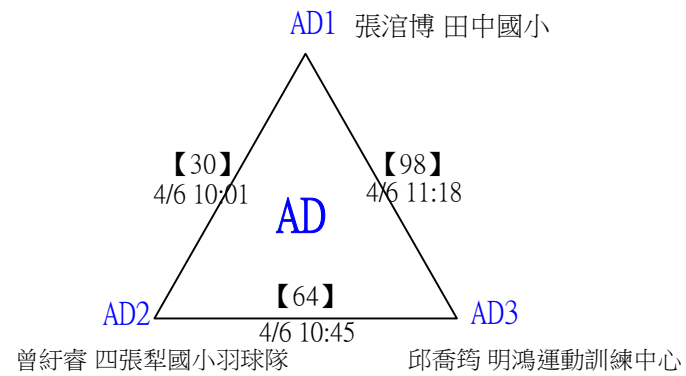 AD1 張涫博 田中國小
【30】 【98】
4/6 10:01 4/6 11:18
AD
【64】
AD2 AD3
4/6 10:45
曾紆睿 四張犁國小羽球隊 邱喬筠 明鴻運動訓練中心